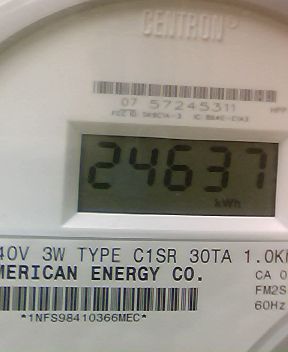 CENTRON®
07 57245311
24637
kWh
40V 3W TYPE C1SR 30TA 1.0K
MERICAN ENERGY CO.
CA 0
FM2S
60Hz
*1NFS98410366MEC*